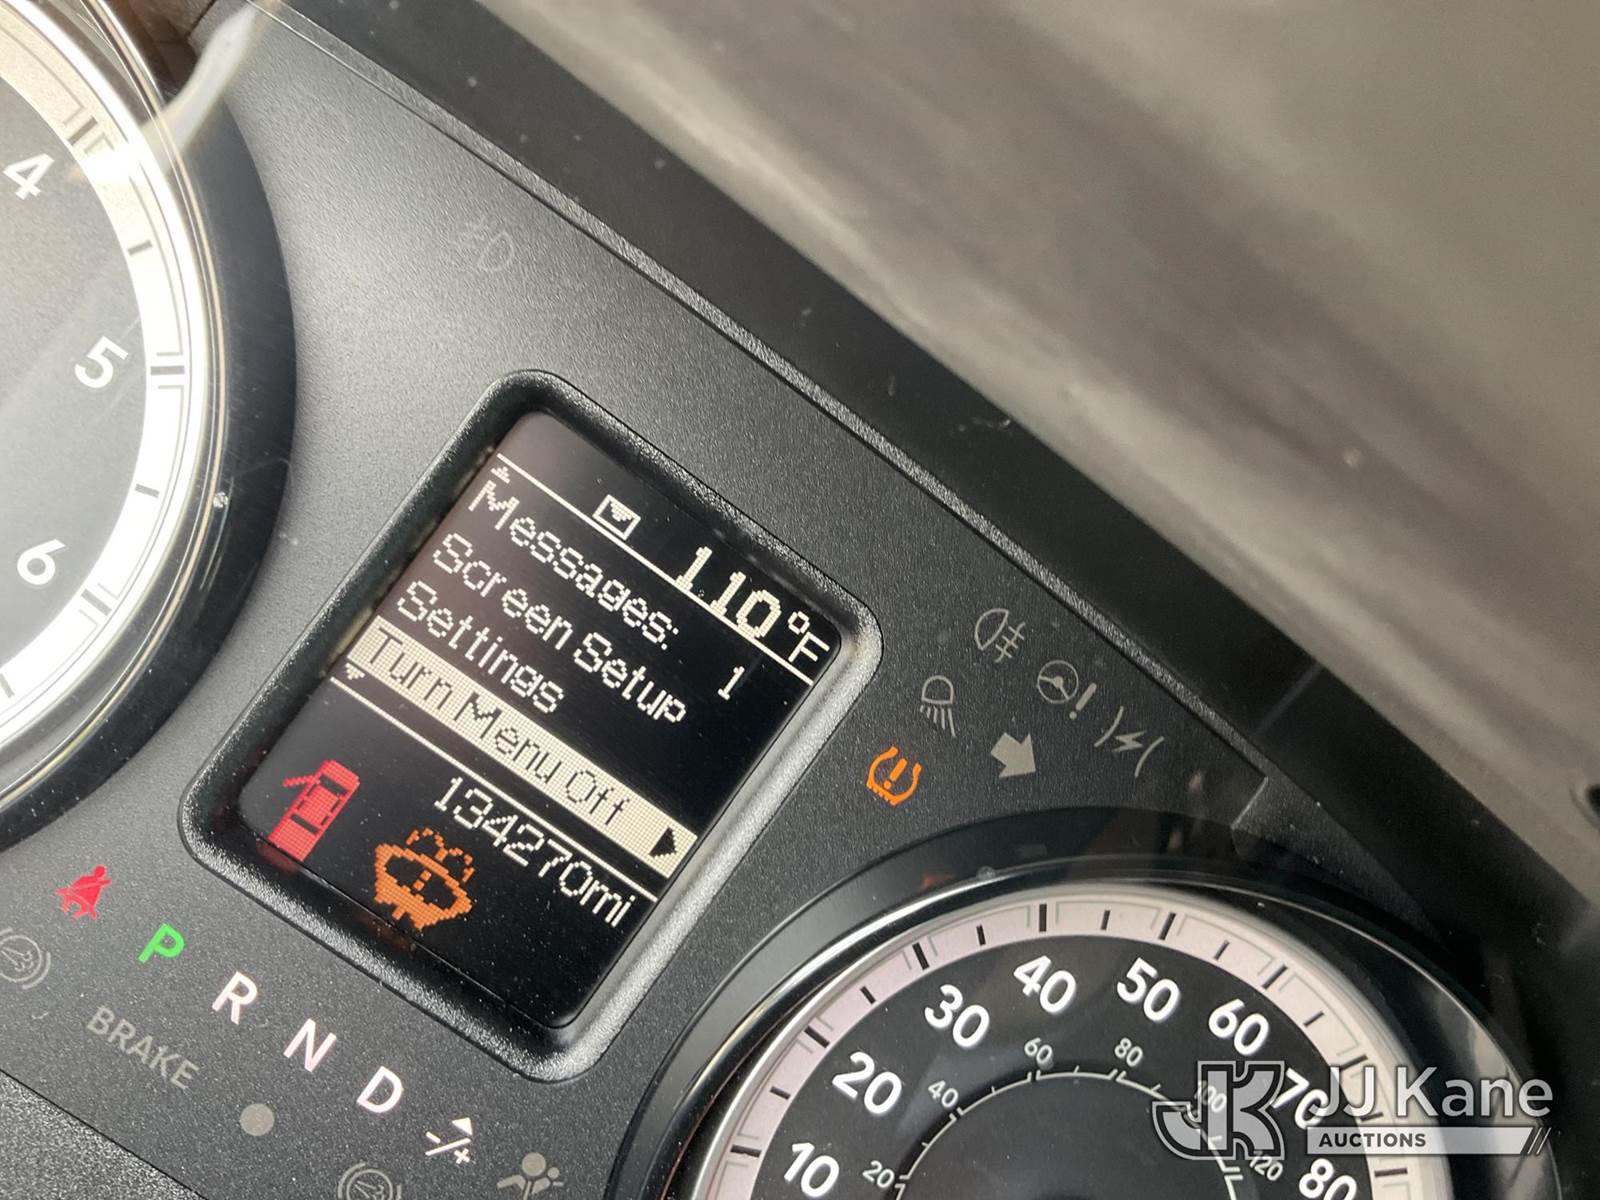 4
5
6
110°F
Messages: 1
Screen Setup
Settings
Turn Menu Off
134270mi
P R N D -/+
BRAKE
10 20 30 40 50 60 70 80
20 40 60 80 100 120
JK JJ Kane
AUCTIONS